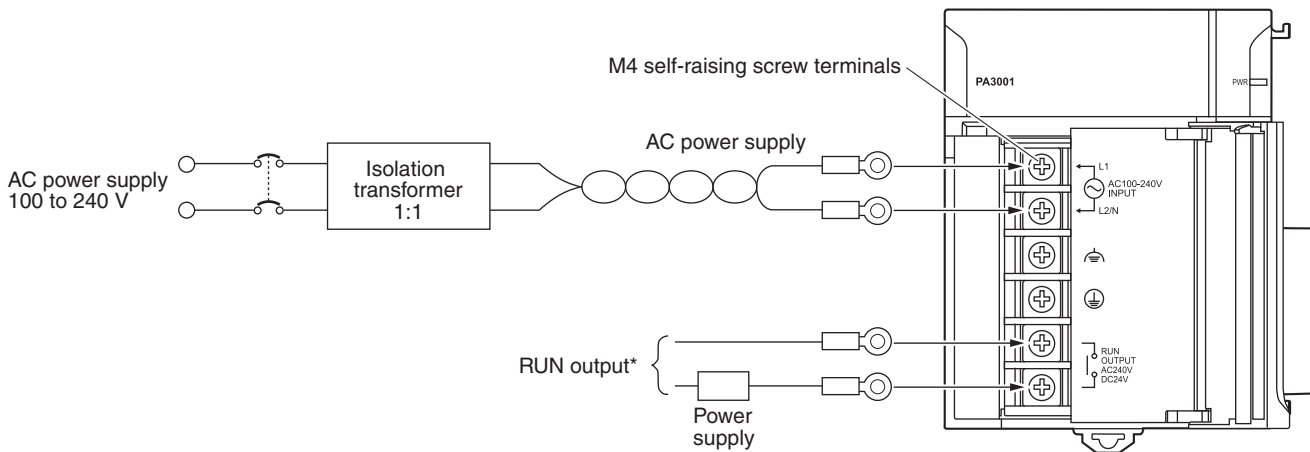 M4 self-raising screw terminals
PA3001
PWR
AC power supply
100 to 240 V
Isolation
transformer
1:1
AC power supply
L1
AC100-240V
INPUT
L2/N
RUN output*
RUN
OUTPUT
AC240V
DC24V
Power
supply